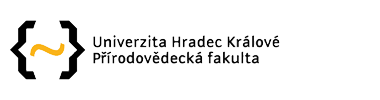 Univerzita Hradec Králové
Přírodovědecká fakulta